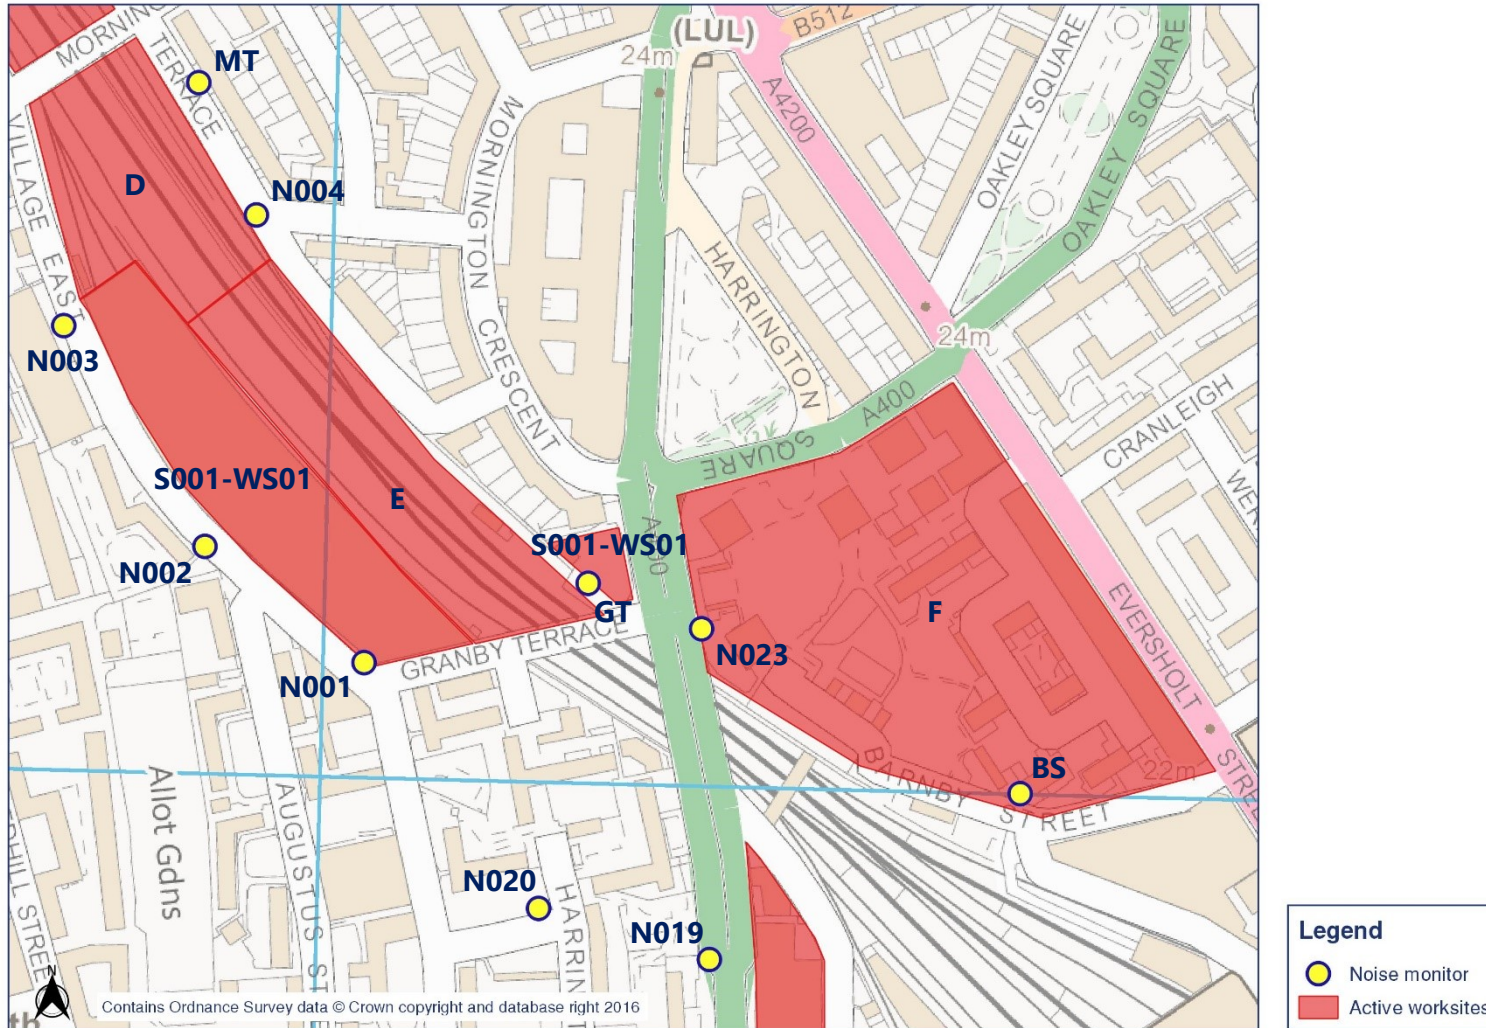 (LUL)
B512
24m
MORNING
TERRACE
MT
A4200
OAKLEY SQUARE
OAKLEY SQUARE
MORNINGTON CRESCENT
VILLAGE EAST
D
N004
HARRINGTON
SQUARE
24m
N003
A400
CRANLEIGH
S001-WS01
E
S001-WS01
A400
N002
GT
F
EVERSHOLT STREET
N023
GRANBY TERRACE
N001
BS
22m
BARNBY STREET
Allot Gdns
AUGUSTUS ST
N020
HARRIN
N019
N
Contains Ordnance Survey data © Crown copyright and database right 2016
Legend
Noise monitor
Active worksites